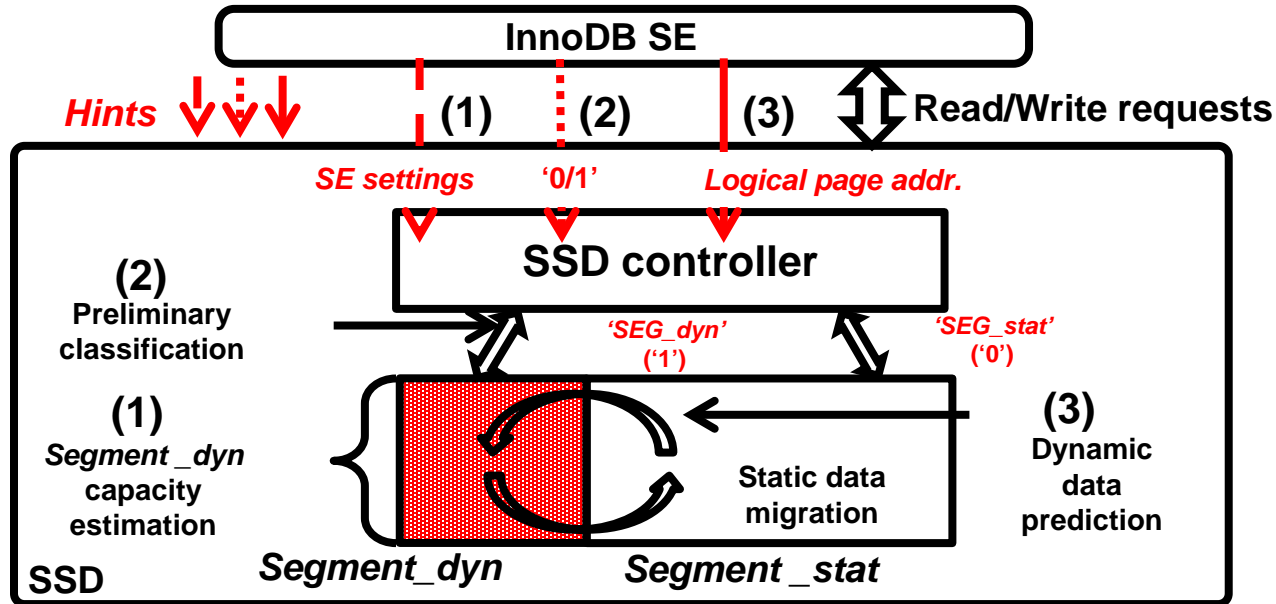 InnoDB SE
Hints
(1)
(2)
(3)
Read/Write requests
SE settings
‘0/1’
Logical page addr.
SSD controller
(2)
Preliminary
classification
‘SEG_dyn’
(‘1’)
‘SEG_stat’
(‘0’)
(1)
Segment _dyn
capacity
estimation
Static data
migration
(3)
Dynamic
data
prediction
Segment_dyn
Segment _stat
SSD